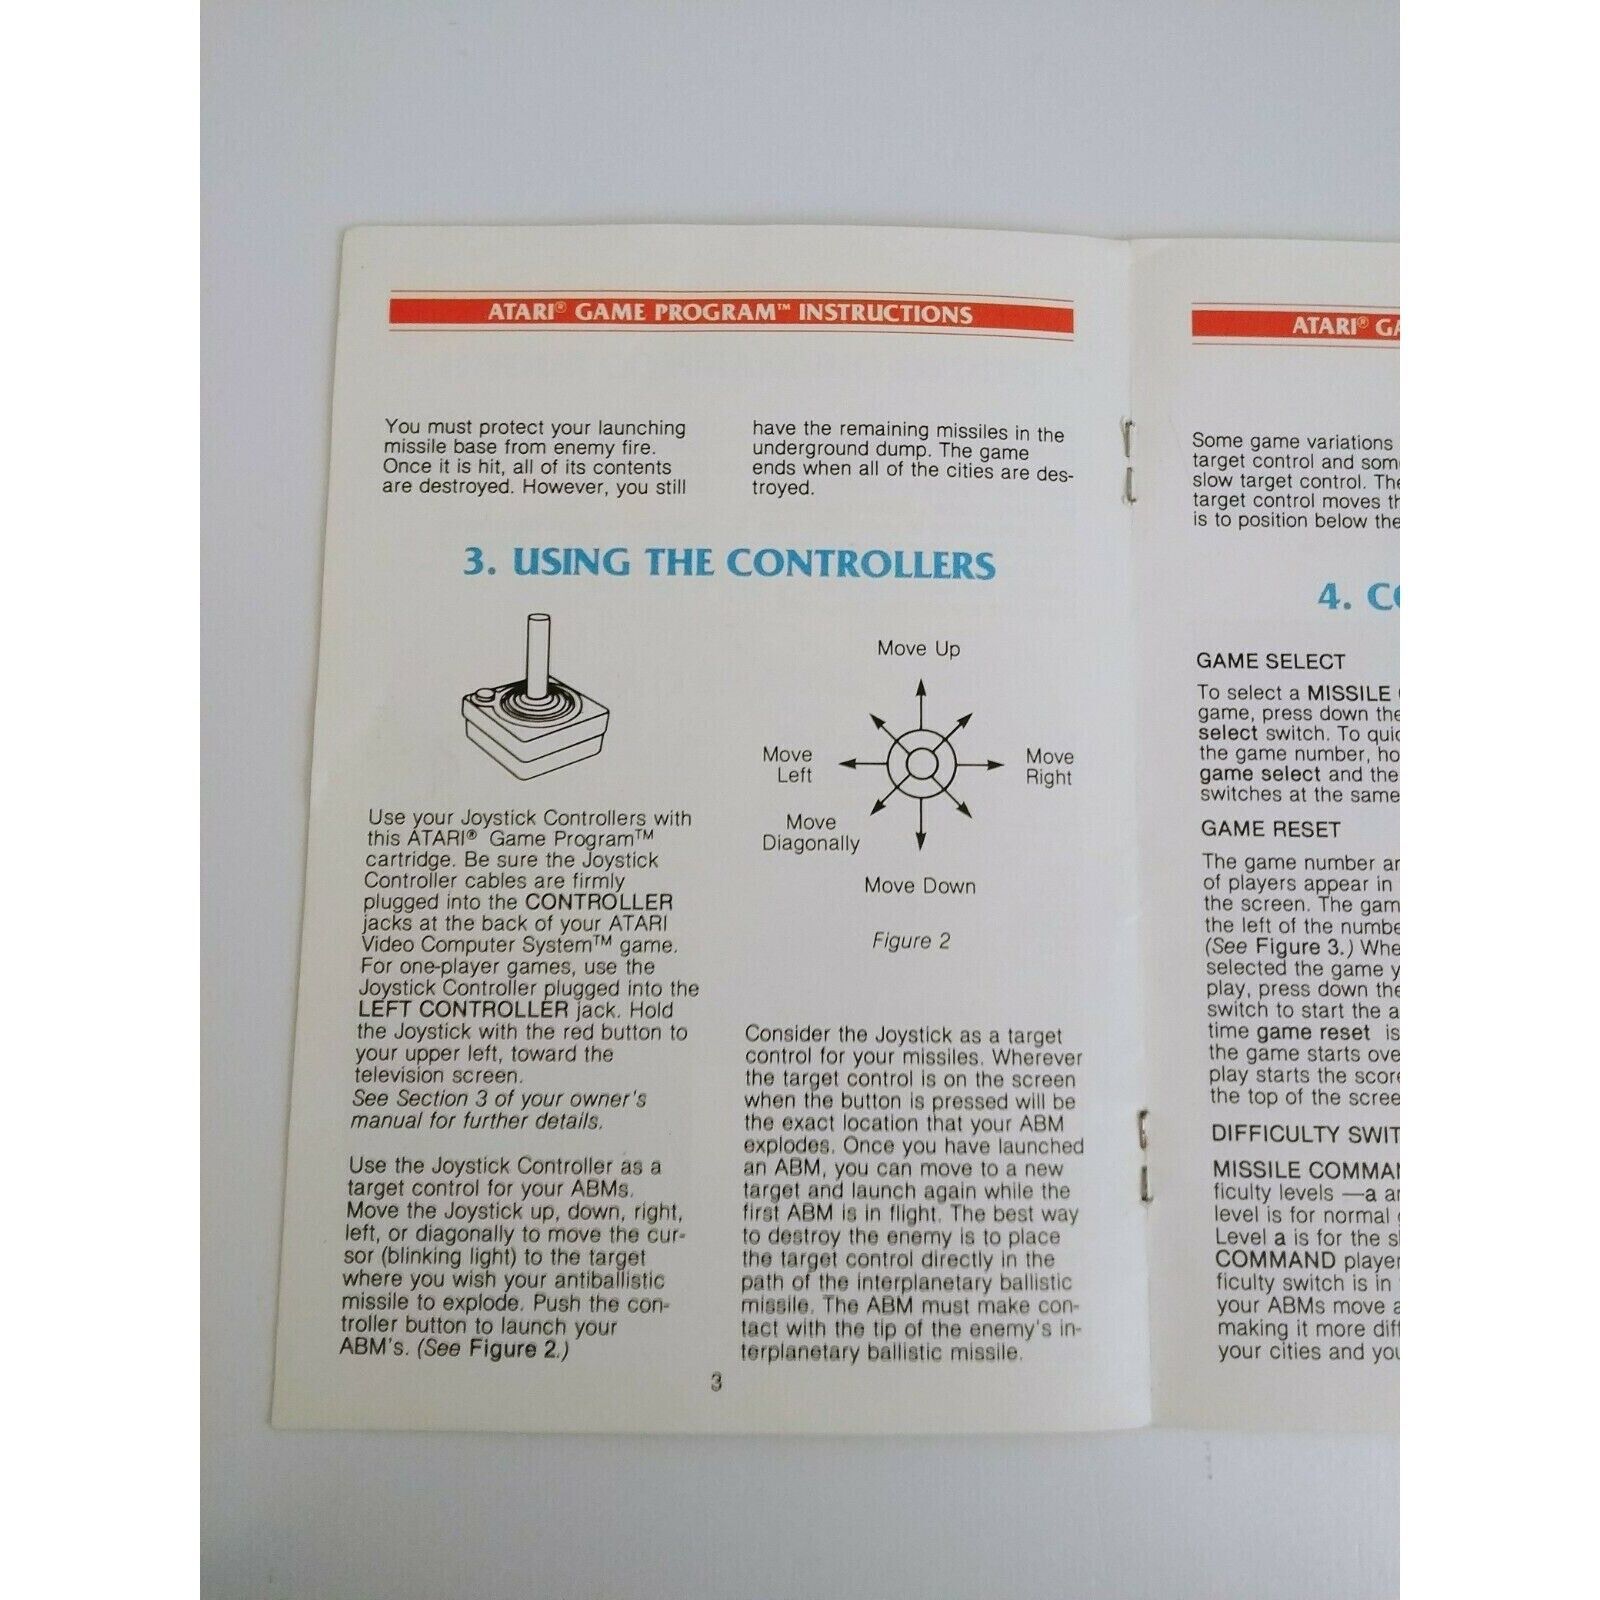 ATARI® GAME PROGRAM™ INSTRUCTIONS
You must protect your launching
missile base from enemy fire.
Once it is hit, all of its contents
are destroyed. However, you still
have the remaining missiles in the
underground dump. The game
ends when all of the cities are des-
troyed.
3. USING THE CONTROLLERS
Use your Joystick Controllers with
this ATARI® Game Program™
cartridge. Be sure the Joystick
Controller cables are firmly
plugged into the CONTROLLER
jacks at the back of your ATARI
Video Computer System™ game.
For one-player games, use the
Joystick Controller plugged into the
LEFT CONTROLLER jack. Hold
the Joystick with the red button to
your upper left, toward the
television screen.
See Section 3 of your owner's
manual for further details.
Use the Joystick Controller as a
target control for your ABMs.
Move the Joystick up, down, right,
left, or diagonally to move the cur-
sor (blinking light) to the target
where you wish your antiballistic
missile to explode. Push the con-
troller button to launch your
ABM's. (See Figure 2.)
Move Up
Move
Left
Move
Right
Move
Diagonally
Move Down
Figure 2
Consider the Joystick as a target
control for your missiles. Wherever
the target control is on the screen
when the button is pressed will be
the exact location that your ABM
explodes. Once you have launched
an ABM, you can move to a new
target and launch again while the
first ABM is in flight. The best way
to destroy the enemy is to place
the target control directly in the
path of the interplanetary ballistic
missile. The ABM must make con-
tact with the tip of the enemy's in-
terplanetary ballistic missile.
3
ATARI®
Some game variations
target control and
slow target control.
target control moves
is to position below the
4.
GAME SELECT
To select a MISSILE
game, press down the
select switch. To
the game number,
game select and the
switches at the same
GAME RESET
The game number
of players appear in
the screen. The
the left of the
(See Figure 3.)
selected the game
play, press down the
switch to start the
time game reset is
the game starts
play starts the
the top of the
DIFFICULTY
MISSILE
ficulty levels —a
level is for normal
Level a is for the
COMMAND
ficulty switch is in
your ABMs move
making it more
your cities and